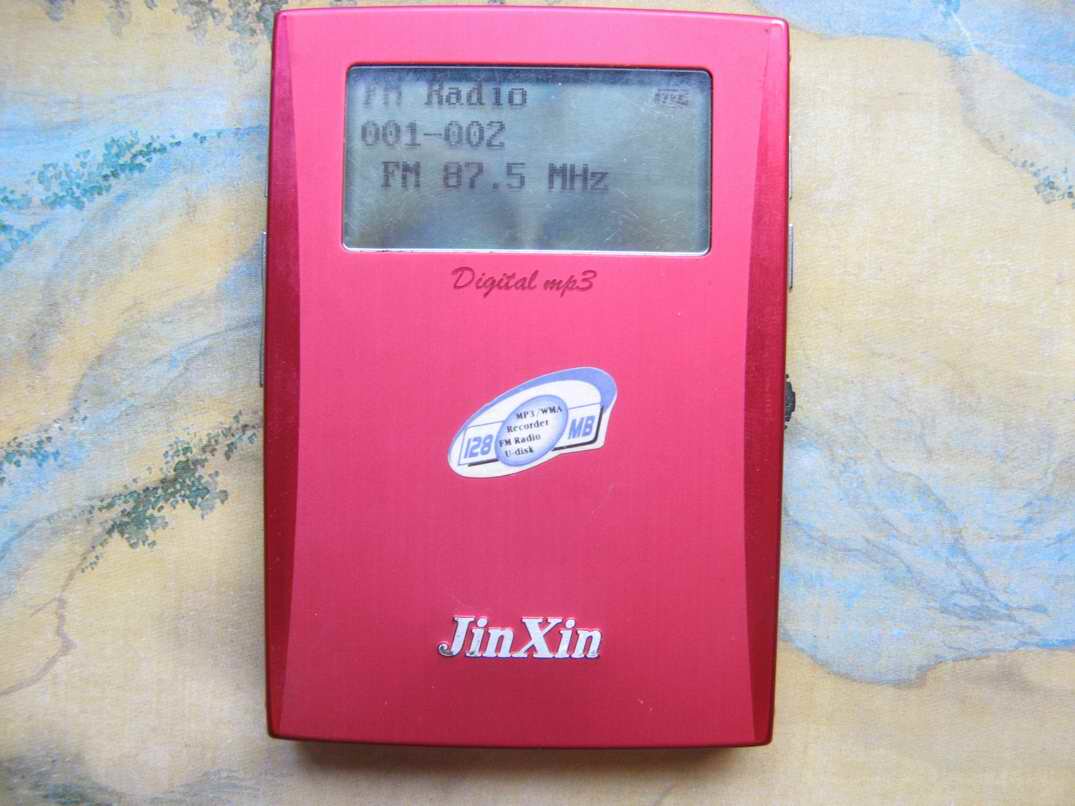 FM Radio
001-002
FM 87.5 MHz
Digital mp3
MP3/WMA
Recorder
128 FM Radio MB
U-disk
JinXin